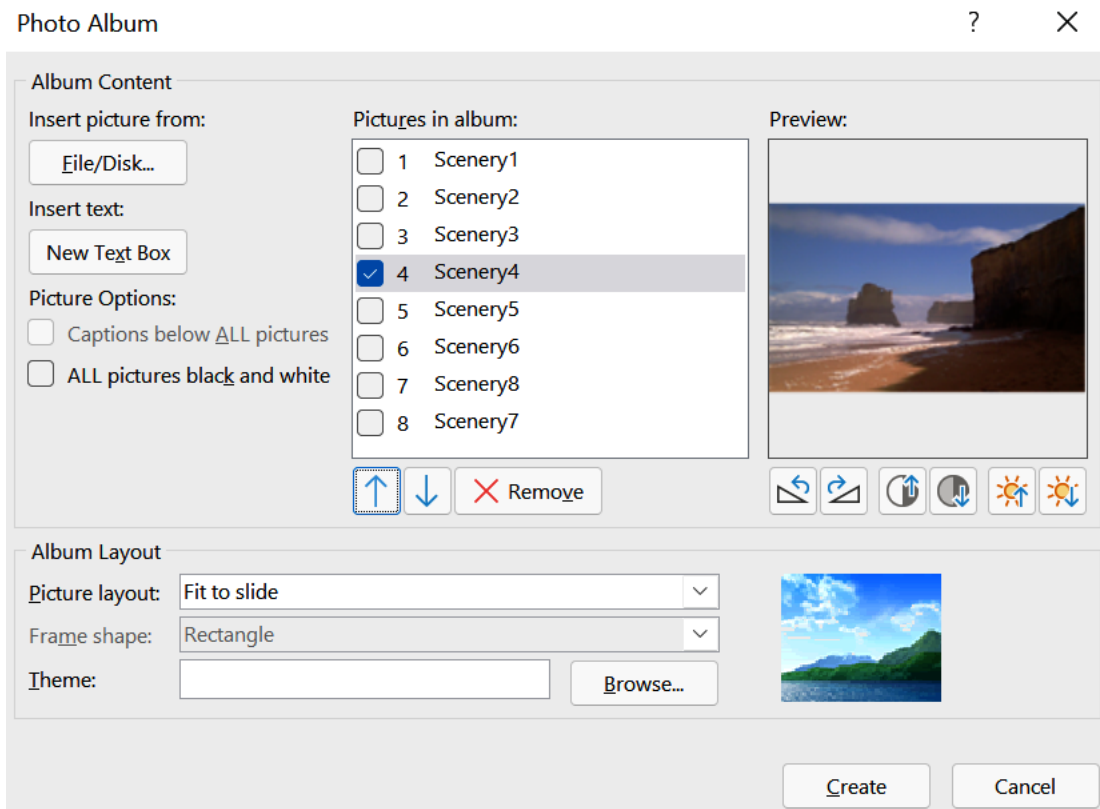 Photo Album ?
Album Content
Insert picture from:
File/Disk...
Insert text:
New Text Box
Picture Options:
Captions below ALL pictures
ALL pictures black and white
Pictures in album:
1 Scenery1
2 Scenery2
3 Scenery3
4 Scenery4
5 Scenery5
6 Scenery6
7 Scenery8
8 Scenery7
Remove
Preview:
Album Layout
Picture layout: Fit to slide
Frame shape: Rectangle
Theme:
Browse...
Create Cancel